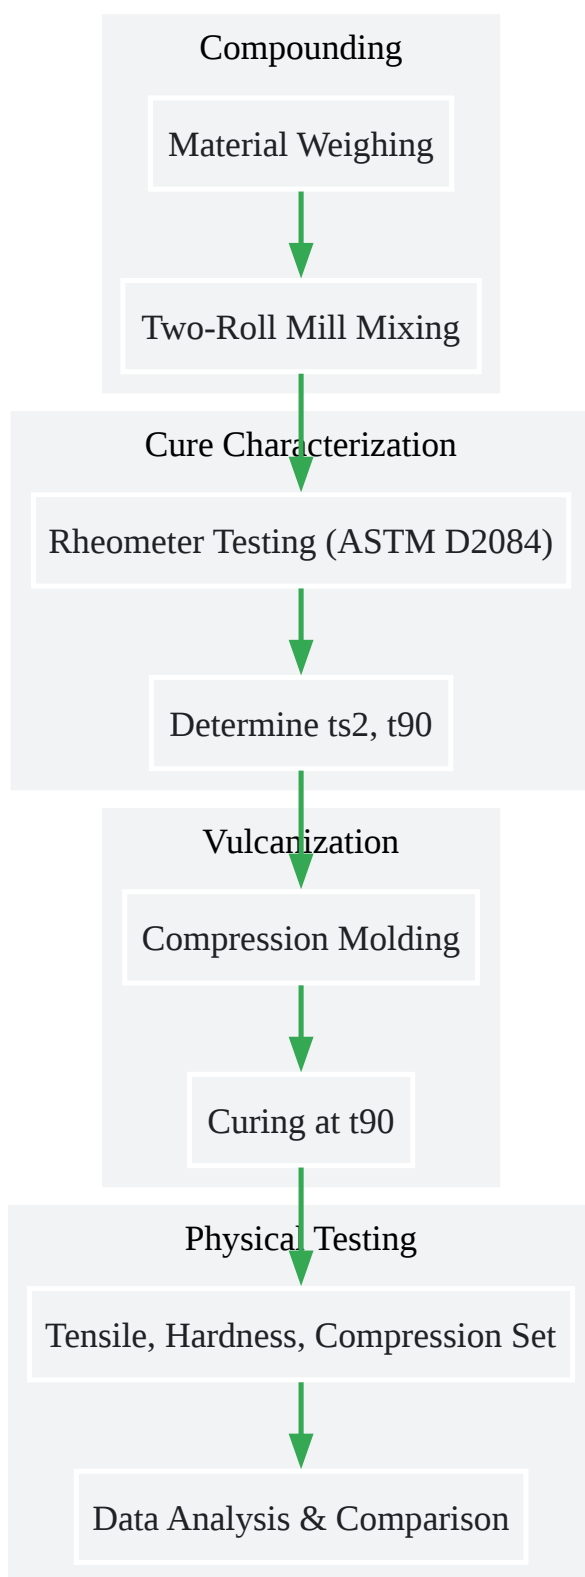 Compounding
Material Weighing
Two-Roll Mill Mixing
Cure Characterization
Rheometer Testing (ASTM D2084)
Determine ts2, t90
Vulcanization
Compression Molding
Curing at t90
Physical Testing
Tensile, Hardness, Compression Set
Data Analysis & Comparison